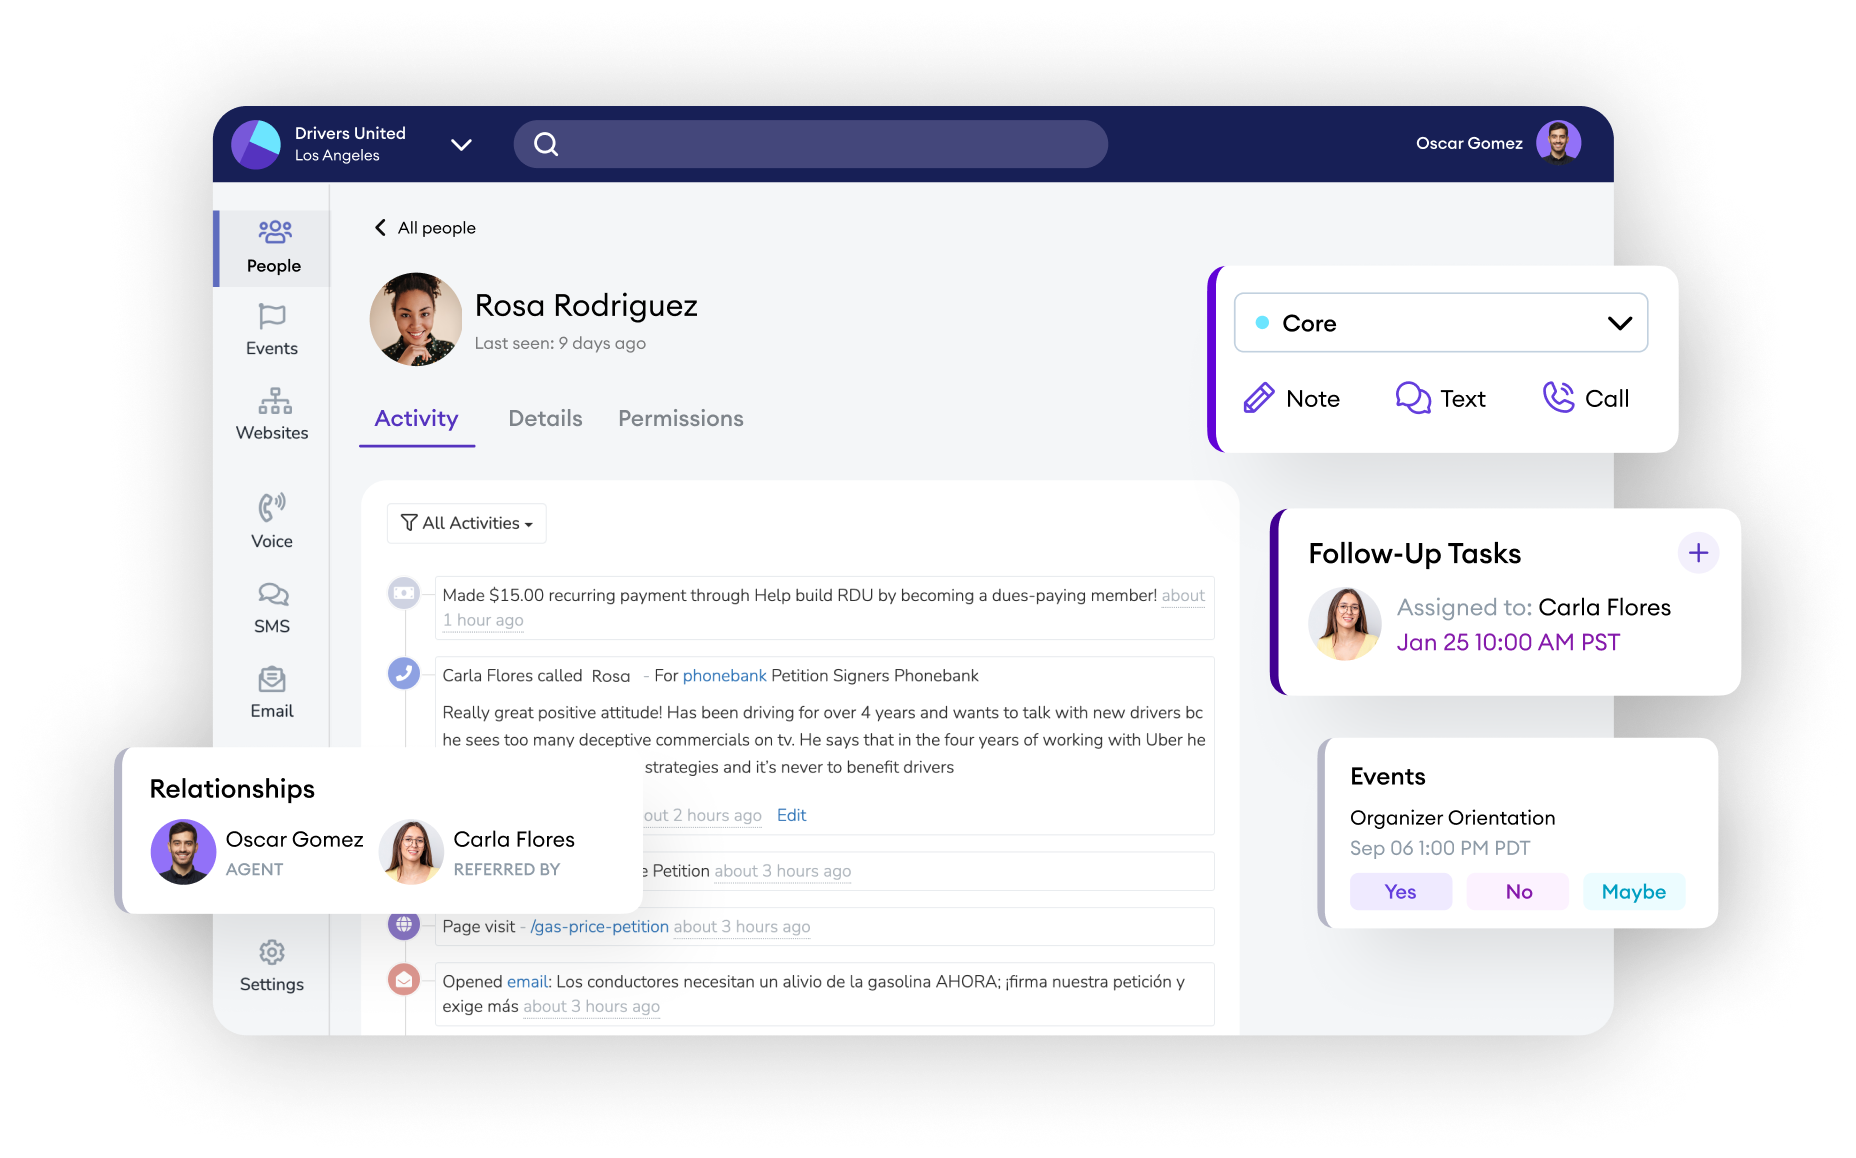 Drivers United
Los Angeles
Oscar Gomez
People
Events
Websites
Voice
SMS
Email
Settings
All people
Rosa Rodriguez
Last seen: 9 days ago
Activity Details Permissions
All Activities
Made $15.00 recurring payment through Help build RDU by becoming a dues-paying member! about
1 hour ago
Carla Flores called Rosa - For phonebank Petition Signers Phonebank
Really great positive attitude! Has been driving for over 4 years and wants to talk with new drivers bc
he sees too many deceptive commercials on tv. He says that in the four years of working with Uber he
strategies and it's never to benefit drivers
2 hours ago Edit
Petition about 3 hours ago
Page visit - /gas-price-petition about 3 hours ago
Opened email: Los conductores necesitan un alivio de la gasolina AHORA; ¡firma nuestra petición y
exige más about 3 hours ago
Relationships
Oscar Gomez
AGENT
Carla Flores
REFERRED BY
Core
Note Text Call
Follow-Up Tasks
Assigned to: Carla Flores
Jan 25 10:00 AM PST
Events
Organizer Orientation
Sep 06 1:00 PM PDT
Yes No Maybe